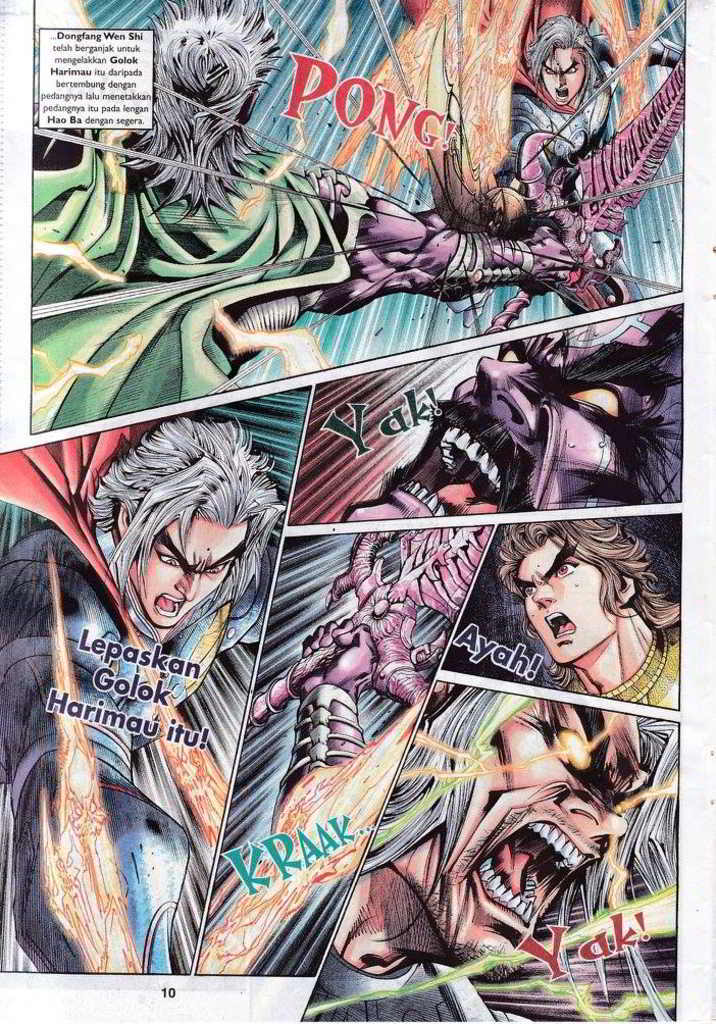 ...Dongfang Wen Shi
telah berganjak untuk
mengelakkan Golok
Harimau itu daripada
bertembung dengan
pedangnya lalu menetakkan
pedangnya itu pada lengan
Hao Ba dengan segera.
PONG!
Yak!
Lepaskan
Golok
Harimau itu!
Ayah!
KRAAK...
Yak!
10